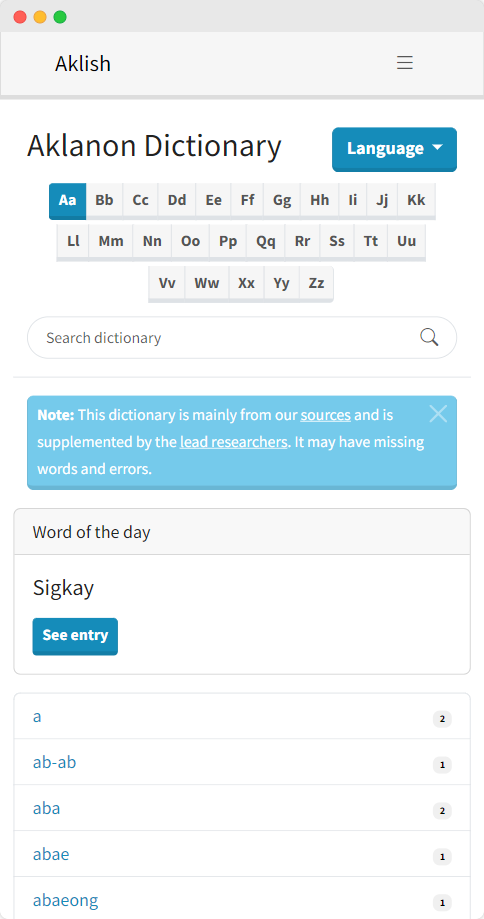 Aklish
Aklanon Dictionary
Language
Aa Bb Cc Dd Ee Ff Gg Hh Ii Jj Kk
Ll Mm Nn Oo Pp Qq Rr Ss Tt Uu
Vv Ww Xx Yy Zz
Search dictionary
Note: This dictionary is mainly from our sources and is
supplemented by the lead researchers. It may have missing
words and errors.
Word of the day
Sigkay
See entry
a 2
ab-ab 1
aba 2
abae 1
abaeong 1